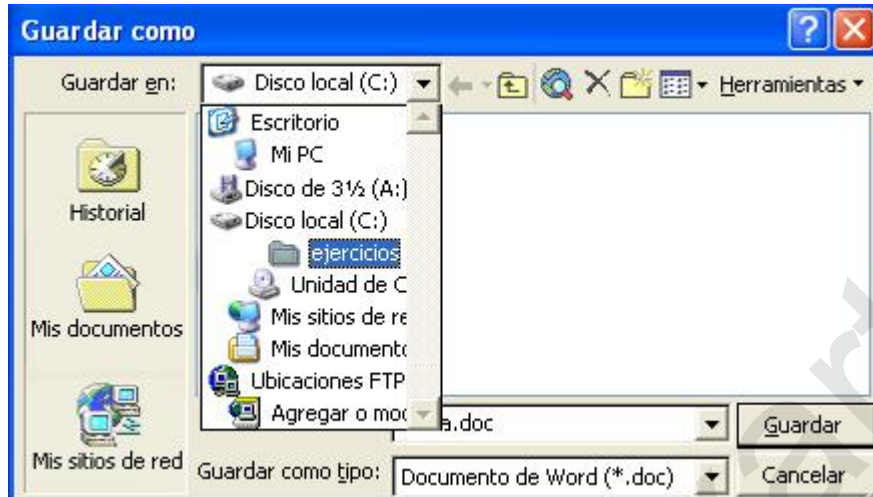 Guardar como
Guardar en:
Disco local (C:)
Herramientas
Escritorio
Mi PC
Disco de 3½ (A:)
Disco local (C:)
ejercicios
Unidad de C
Mis sitios de re
Mis documento
Ubicaciones FTP
Agregar o mod
Historial
Mis documentos
Mis sitios de red
a.doc
Guardar
Guardar como tipo:
Documento de Word (*.doc)
Cancelar